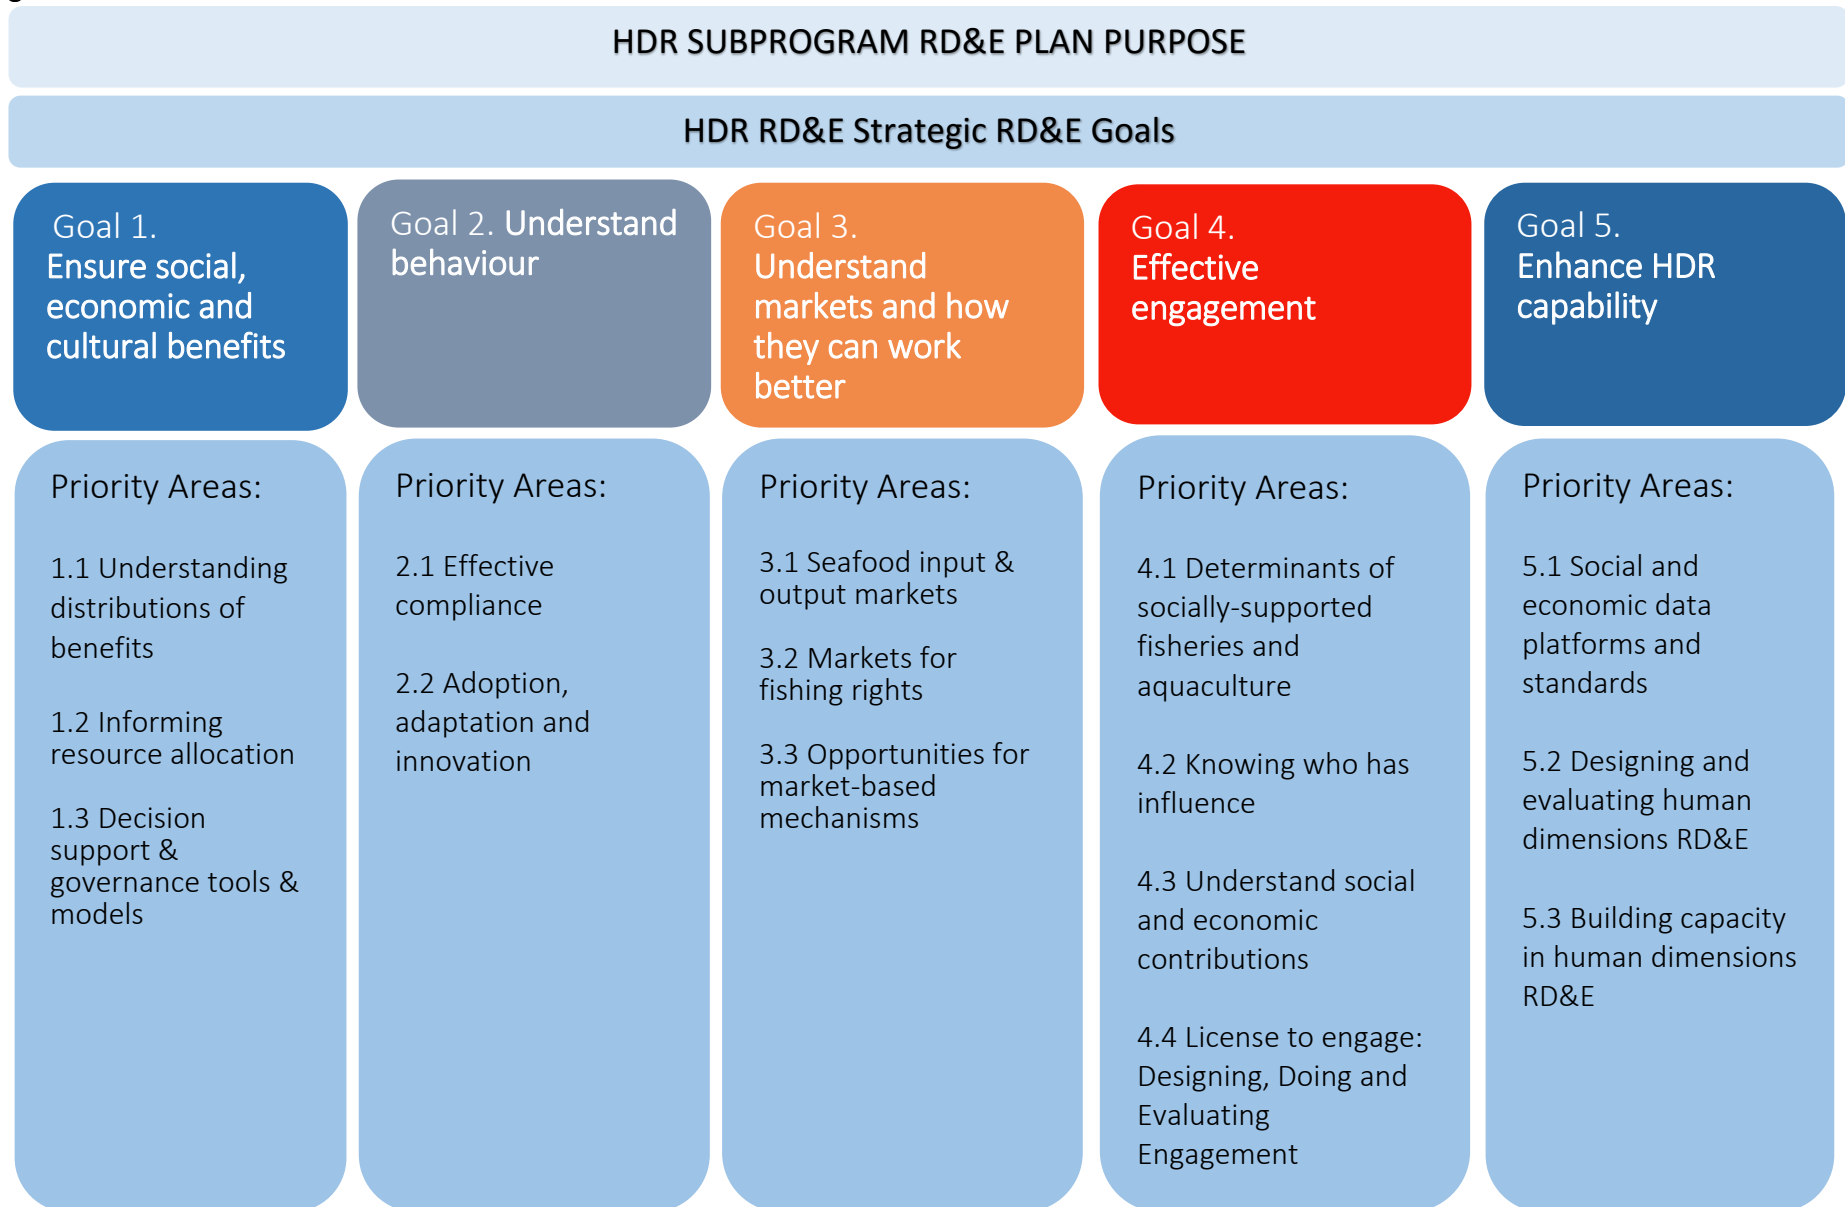 HDR SUBPROGRAM RD&E PLAN PURPOSE
HDR RD&E Strategic RD&E Goals
Goal 1.
Ensure social,
economic and
cultural benefits
Goal 2. Understand
behaviour
Goal 3.
Understand
markets and how
they can work
better
Goal 4.
Effective
engagement
Goal 5.
Enhance HDR
capability
Priority Areas:
1.1 Understanding
distributions of
benefits
1.2 Informing
resource allocation
1.3 Decision
support &
governance tools &
models
Priority Areas:
2.1 Effective
compliance
2.2 Adoption,
adaptation and
innovation
Priority Areas:
3.1 Seafood input &
output markets
3.2 Markets for
fishing rights
3.3 Opportunities for
market-based
mechanisms
Priority Areas:
4.1 Determinants of
socially-supported
fisheries and
aquaculture
4.2 Knowing who has
influence
4.3 Understand social
and economic
contributions
4.4 License to engage:
Designing, Doing and
Evaluating
Engagement
Priority Areas:
5.1 Social and
economic data
platforms and
standards
5.2 Designing and
evaluating human
dimensions RD&E
5.3 Building capacity
in human dimensions
RD&E